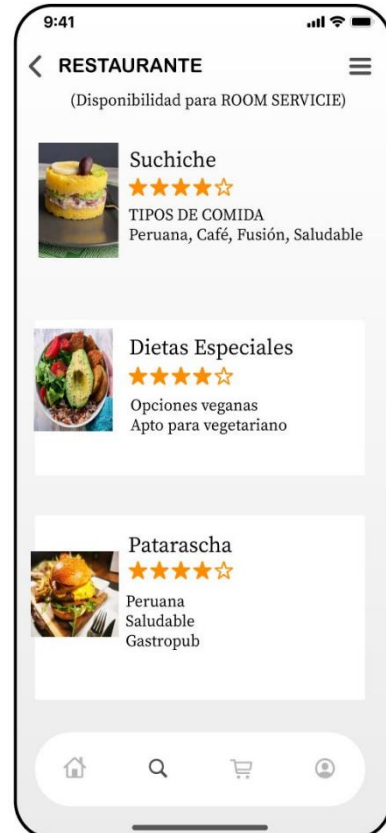 9:41
RESTAURANTE
(Disponibilidad para ROOM SERVICIE)
Suchiche
TIPOS DE COMIDA
Peruana, Café, Fusión, Saludable
Dietas Especiales
Opciones veganas
Apto para vegetariano
Patarascha
Peruana
Saludable
Gastropub